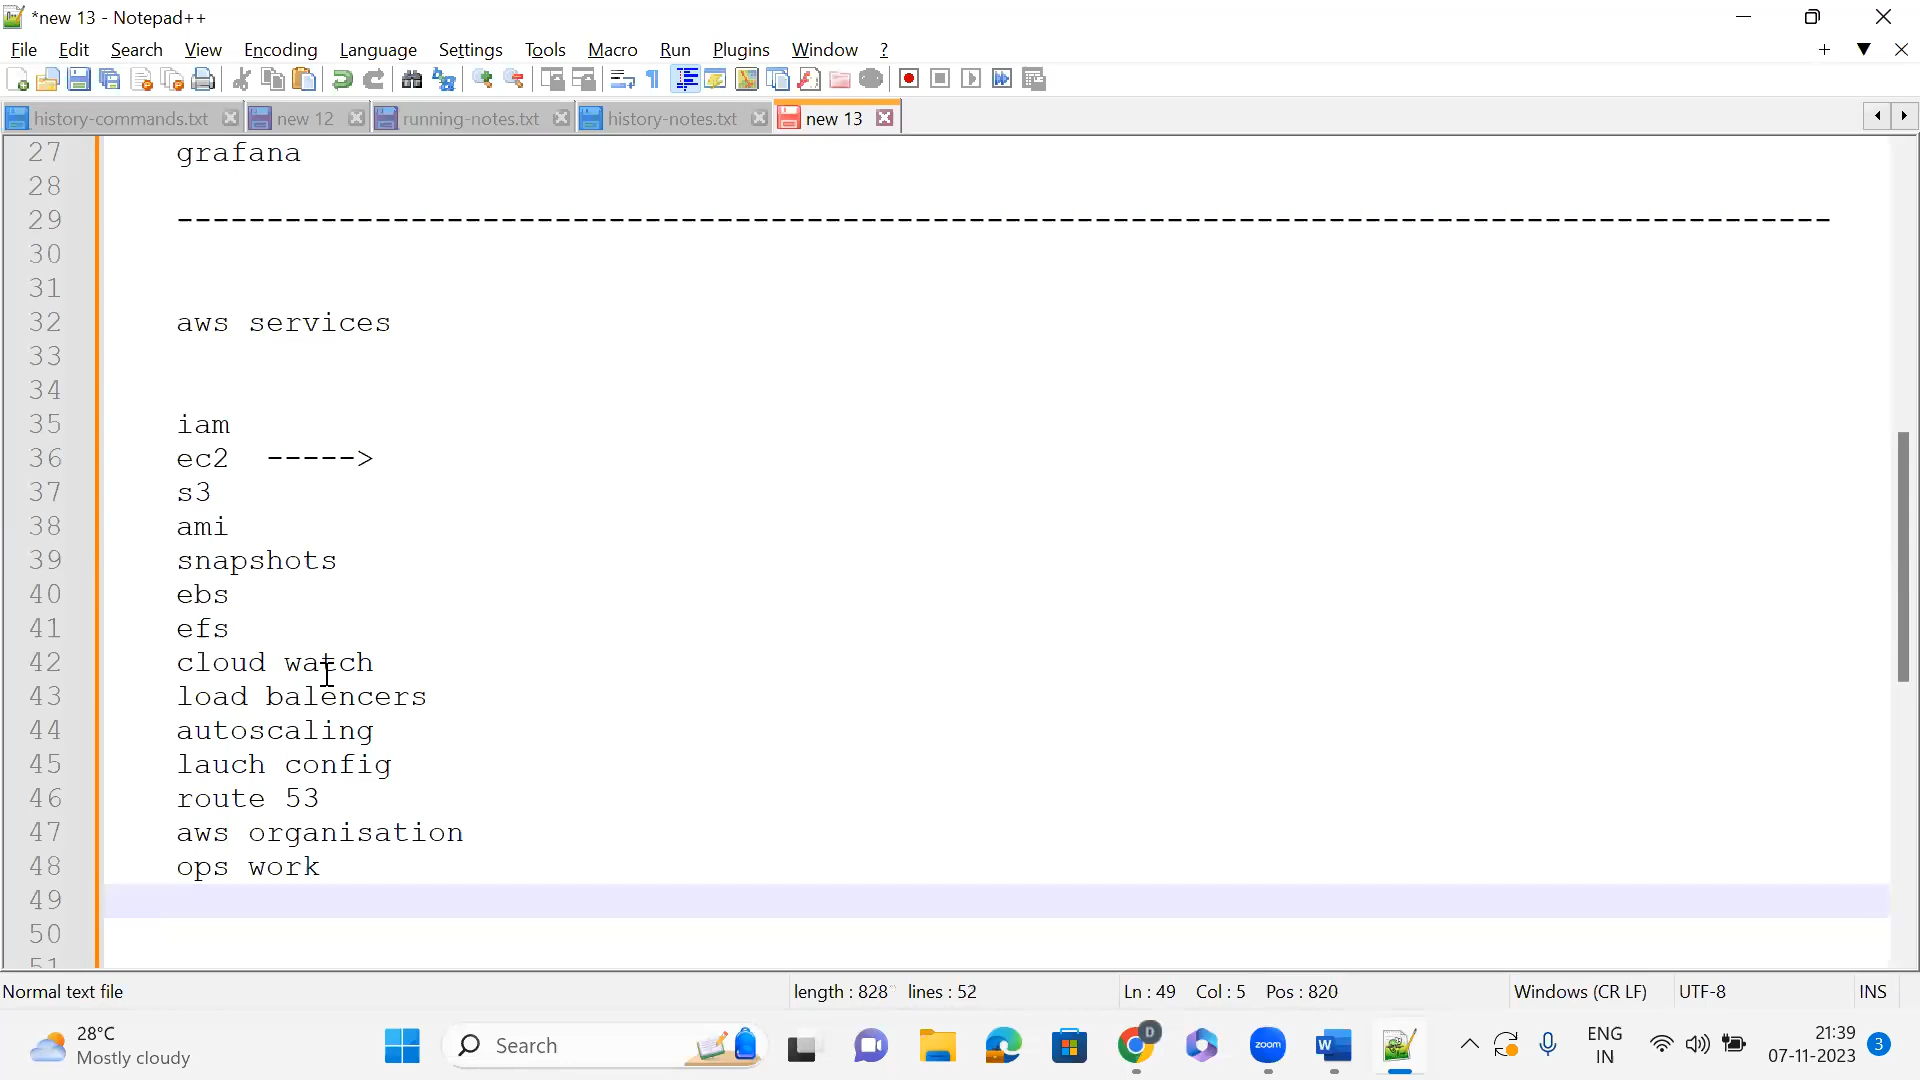 *new 13 - Notepad++
File Edit Search View Encoding Language Settings Tools Macro Run Plugins Window ?
history-commands.txt new 12 running-notes.txt history-notes.txt new 13
27 grafana
28
29 --------------------------------------------------------------------------------------------
30
31
32 aws services
33
34
35 iam
36 ec2 ----->
37 s3
38 ami
39 snapshots
40 ebs
41 efs
42 cloud watch
43 load balencers
44 autoscaling
45 lauch config
46 route 53
47 aws organisation
48 ops work
49
50
51
Normal text file length : 828 lines : 52 Ln : 49 Col : 5 Pos : 820 Windows (CR LF) UTF-8 INS
28°C
Mostly cloudy
Search
D
zoom
W
ENG
IN
21:39
07-11-2023
3